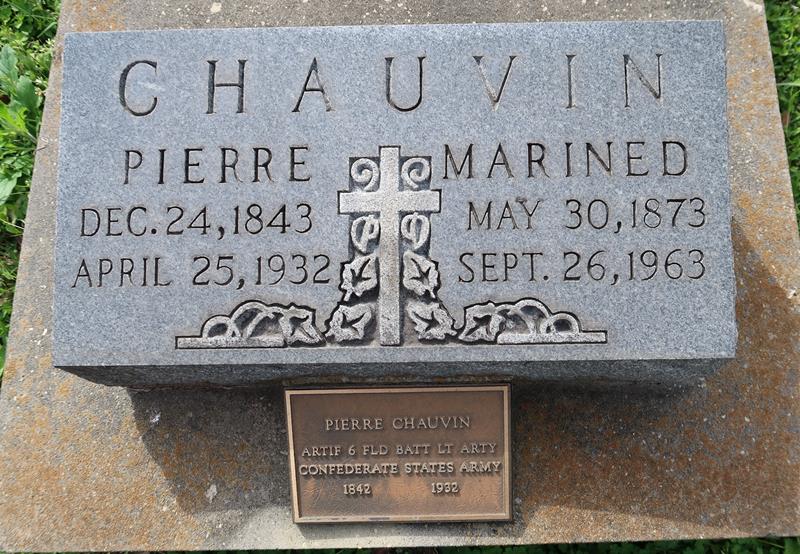 CHAUVIN
PIERRE MARINED
DEC. 24, 1843 MAY 30, 1873
APRIL 25, 1932 SEPT. 26, 1963
PIERRE CHAUVIN
ARTIF 6 FLD BATT LT ARTY
CONFEDERATE STATES ARMY
1842 1932